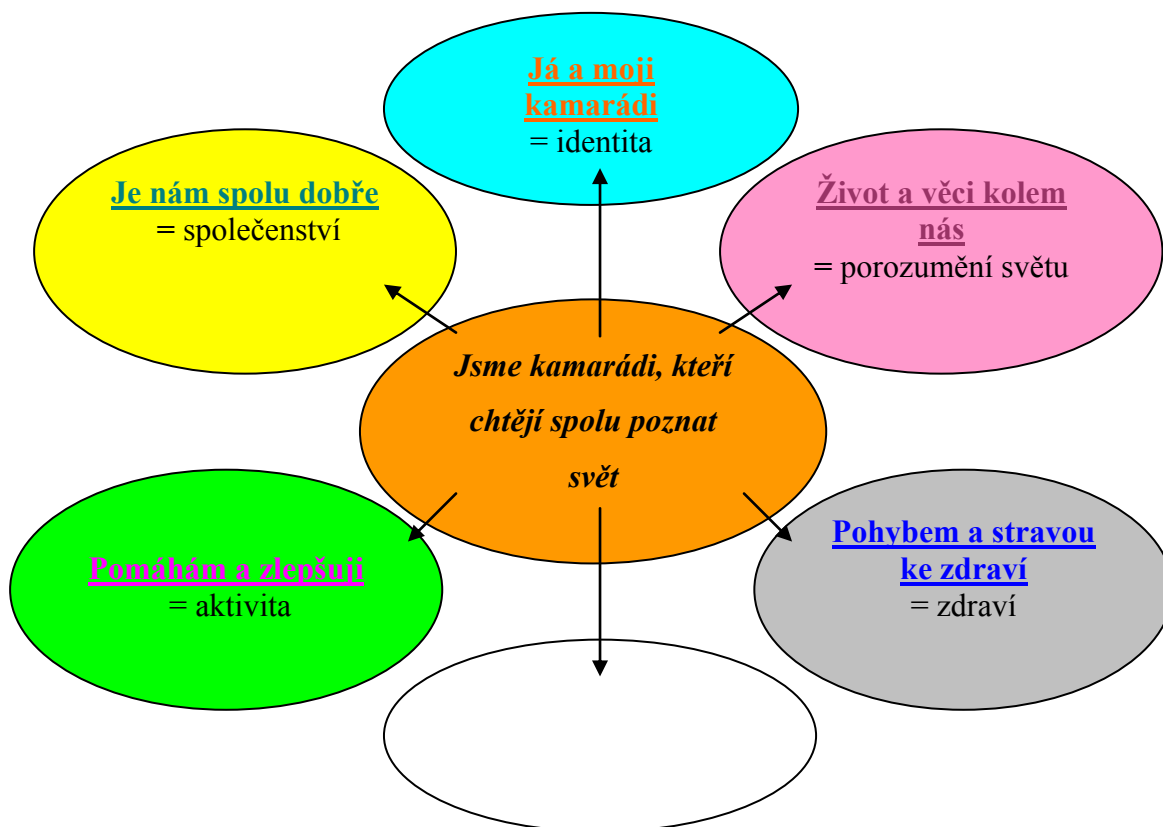 Já a moji
kamarádi
= identita
Je nám spolu dobře
= společenství
Život a věci kolem
nás
= porozumění světu
Jsme kamarádi, kteří
chtějí spolu poznat
svět
Pomáhám a zlepšuji
= aktivita
Pohybem a stravou
ke zdraví
= zdraví